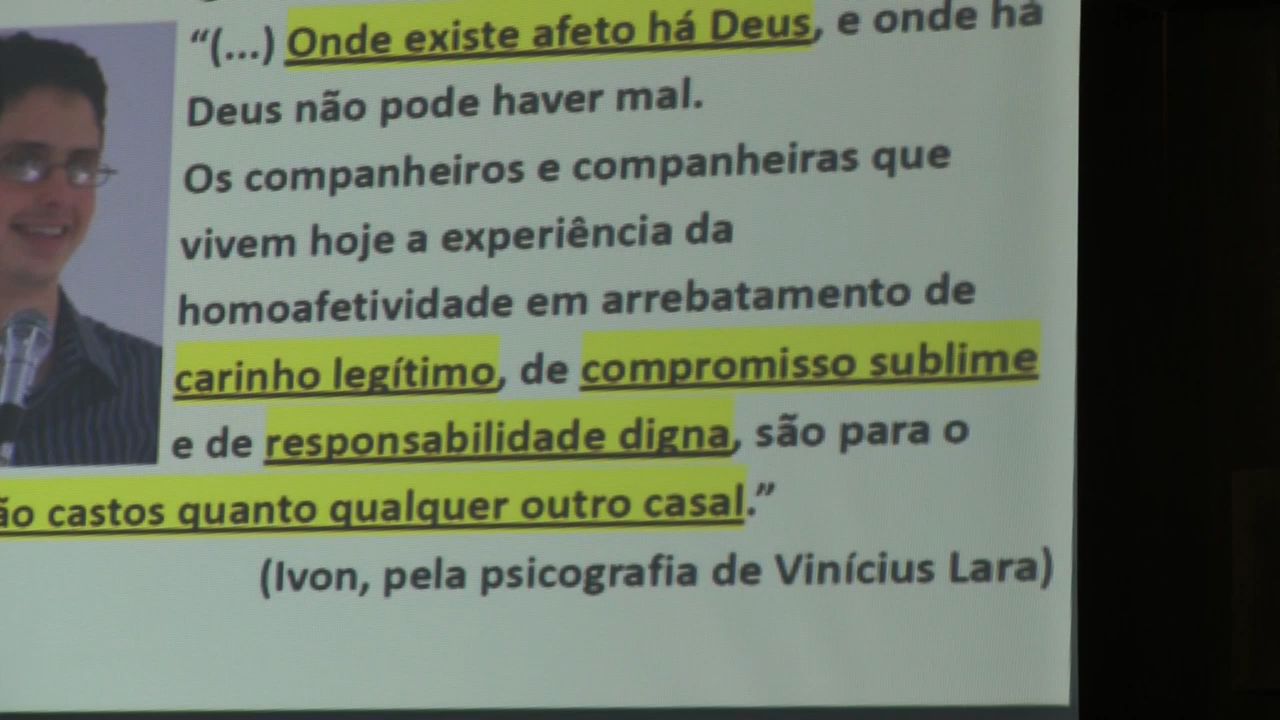 “(...) Onde existe afeto há Deus, e onde há
Deus não pode haver mal.
Os companheiros e companheiras que
vivem hoje a experiência da
homoafetividade em arrebatamento de
carinho legítimo, de compromisso sublime
e de responsabilidade digna, são para o
castos quanto qualquer outro casal.”
(Ivon, pela psicografia de Vinícius Lara)